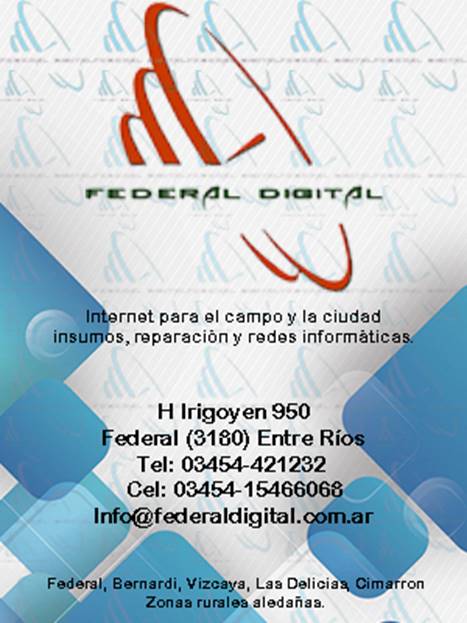 FEDERAL DIGITAL
Internet para el campo y la ciudad
insumos, reparación y redes informáticas.
H Irigoyen 950
Federal (3180) Entre Ríos
Tel: 03454-421232
Cel: 03454-15466068
Info@federaldigital.com.ar
Federal, Bernardi, Vizcaya, Las Delicias, Cimarron
Zonas rurales aledañas.